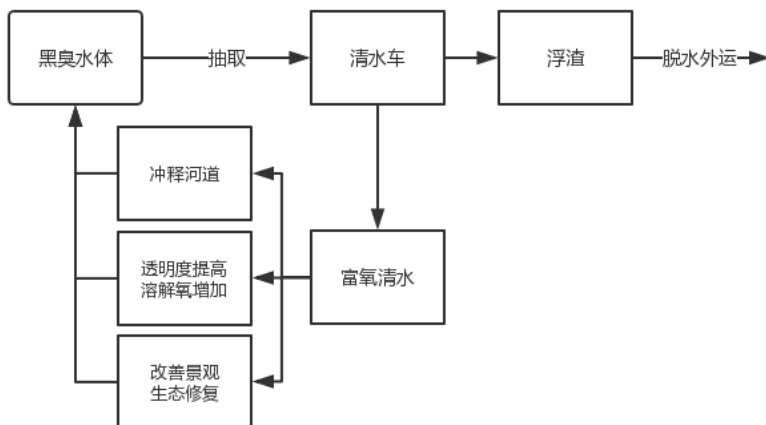 黑臭水体
抽取
清水车
浮渣
脱水外运
冲释河道
透明度提高
溶解氧增加
富氧清水
改善景观
生态修复